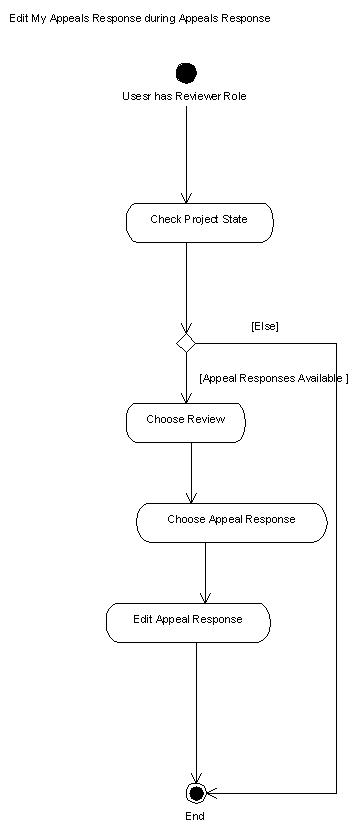 Edit My Appeals Response during Appeals Response
Usesr has Reviewer Role
Check Project State
[Else]
[Appeal Responses Available ]
Choose Review
Choose Appeal Response
Edit Appeal Response
End